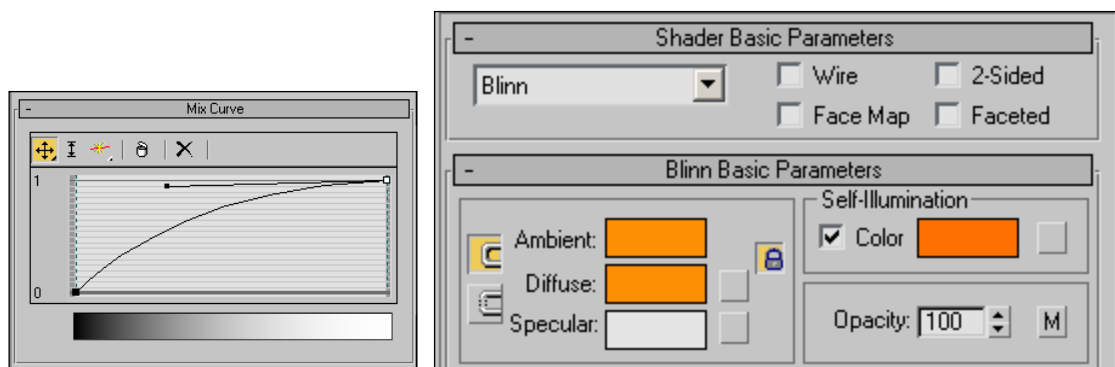 Mix Curve
1
0
Shader Basic Parameters
Blinn
Wire
2-Sided
Face Map
Faceted
Blinn Basic Parameters
Self-Illumination
Ambient:
Color
Diffuse:
Specular:
Opacity: 100 M